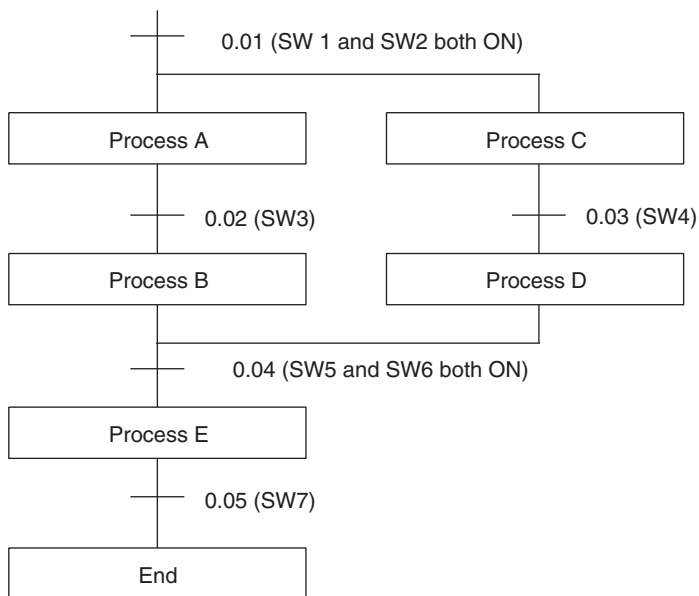 0.01 (SW 1 and SW2 both ON)
Process A
Process C
0.02 (SW3)
0.03 (SW4)
Process B
Process D
0.04 (SW5 and SW6 both ON)
Process E
0.05 (SW7)
End